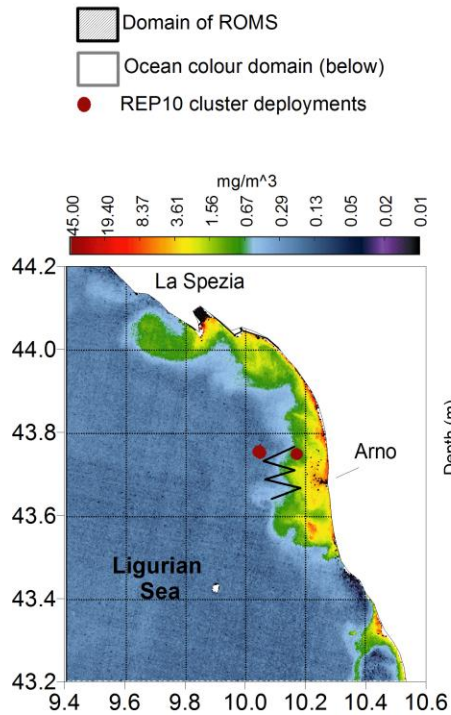 Domain of ROMS
Ocean colour domain (below)
REP10 cluster deployments
mg/m^3
45.00 19.40 8.37 3.61 1.56 0.67 0.29 0.13 0.05 0.02 0.01
44.2
La Spezia
44.0
43.8
Arno
Depth (m)
43.6
Ligurian
Sea
43.4
43.2
9.4 9.6 9.8 10.0 10.2 10.4 10.6